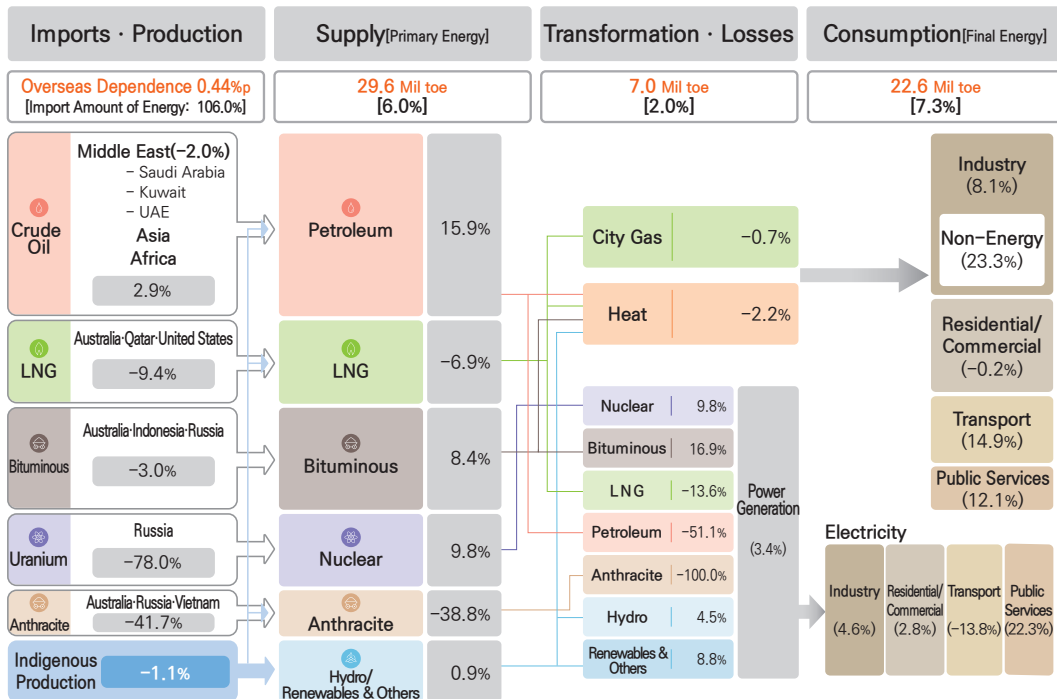 Imports · Production
Supply[Primary Energy]
Transformation · Losses
Consumption[Final Energy]
Overseas Dependence 0.44%p
[Import Amount of Energy: 106.0%]
29.6 Mil toe
[6.0%]
7.0 Mil toe
[2.0%]
22.6 Mil toe
[7.3%]
Crude
Oil
Middle East(−2.0%)
− Saudi Arabia
− Kuwait
− UAE
Asia
Africa
2.9%
LNG
Australia·Qatar·United States
−9.4%
Bituminous
Australia·Indonesia·Russia
−3.0%
Uranium
Russia
−78.0%
Anthracite
Australia·Russia·Vietnam
−41.7%
Indigenous
Production
−1.1%
Petroleum
15.9%
LNG
−6.9%
Bituminous
8.4%
Nuclear
9.8%
Anthracite
−38.8%
Hydro/
Renewables & Others
0.9%
City Gas
−0.7%
Heat
−2.2%
Nuclear
9.8%
Bituminous
16.9%
LNG
−13.6%
Petroleum
−51.1%
Anthracite
−100.0%
Hydro
4.5%
Renewables &
Others
8.8%
Power
Generation
(3.4%)
Industry
(8.1%)
Non−Energy
(23.3%)
Residential/
Commercial
(−0.2%)
Transport
(14.9%)
Public Services
(12.1%)
Electricity
Industry
(4.6%)
Residential/
Commercial
(2.8%)
Transport
(−13.8%)
Public
Services
(22.3%)